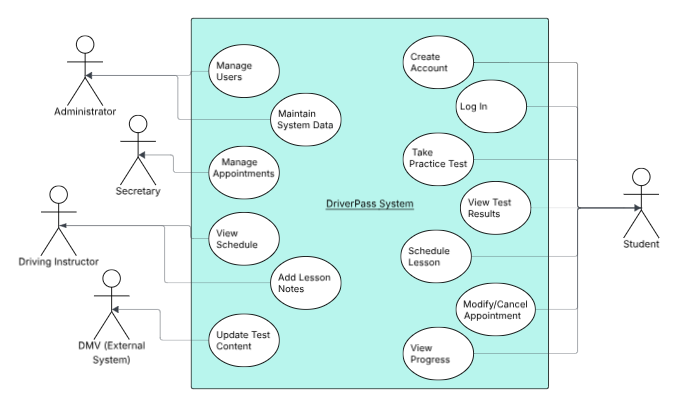 Manage
Users
Create
Account
Administrator
Maintain
System Data
Log In
Manage
Appointments
Take
Practice Test
Secretary
DriverPass System
View Test
Results
View
Schedule
Student
Schedule
Lesson
Driving Instructor
Add Lesson
Notes
Modify/Cancel
Appointment
Update Test
Content
DMV (External
System)
View
Progress